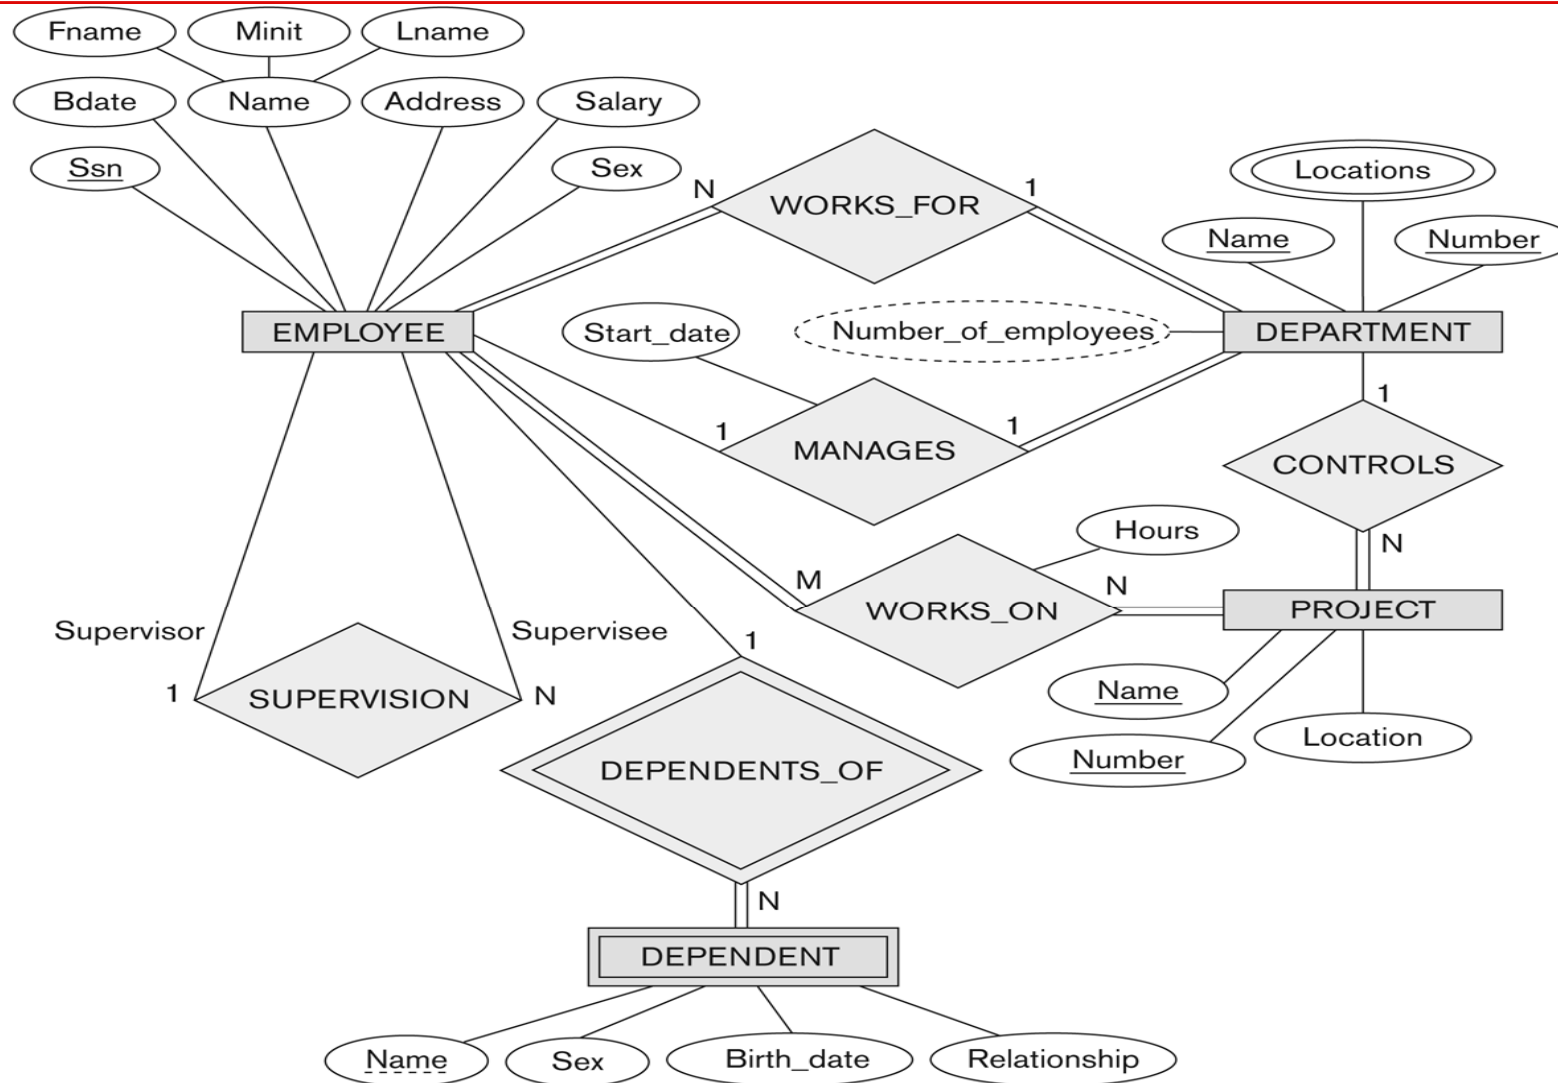 Fname
Minit
Lname
Bdate
Name
Address
Salary
Ssn
Sex
N
WORKS_FOR
1
Locations
Name
Number
EMPLOYEE
Start_date
Number_of_employees
DEPARTMENT
1
MANAGES
1
1
CONTROLS
N
Hours
M
WORKS_ON
N
PROJECT
Supervisor
Supervisee
1
1
SUPERVISION
N
Name
Number
Location
DEPENDENTS_OF
N
DEPENDENT
Name
Sex
Birth_date
Relationship